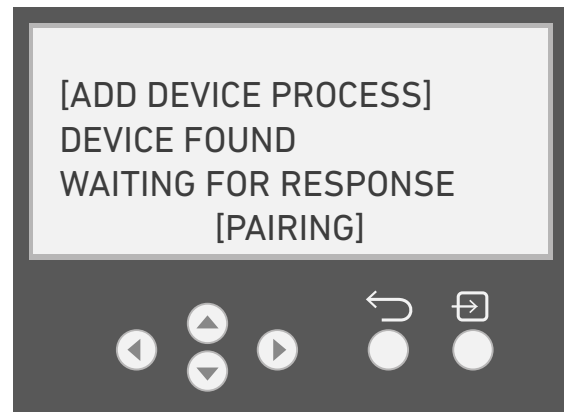 [ADD DEVICE PROCESS]
DEVICE FOUND
WAITING FOR RESPONSE
[PAIRING]